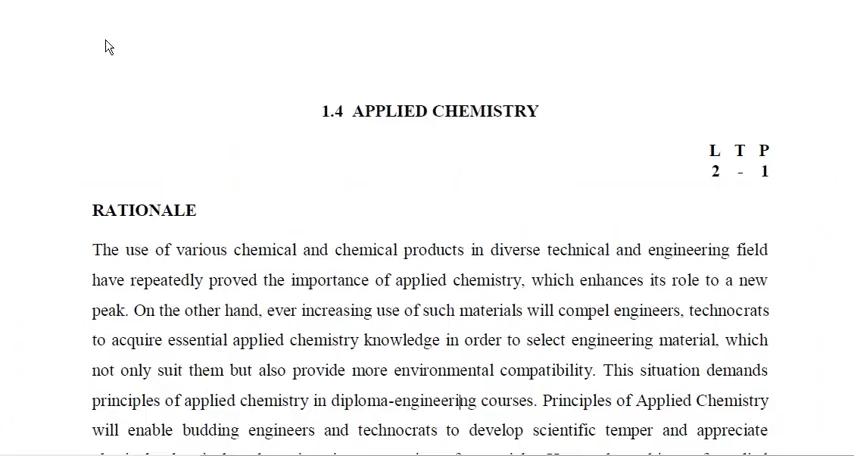 1.4 APPLIED CHEMISTRY
L T P
2 - 1
RATIONALE
The use of various chemical and chemical products in diverse technical and engineering field
have repeatedly proved the importance of applied chemistry, which enhances its role to a new
peak. On the other hand, ever increasing use of such materials will compel engineers, technocrats
to acquire essential applied chemistry knowledge in order to select engineering material, which
not only suit them but also provide more environmental compatibility. This situation demands
principles of applied chemistry in diploma-engineering courses. Principles of Applied Chemistry
will enable budding engineers and technocrats to develop scientific temper and appreciate